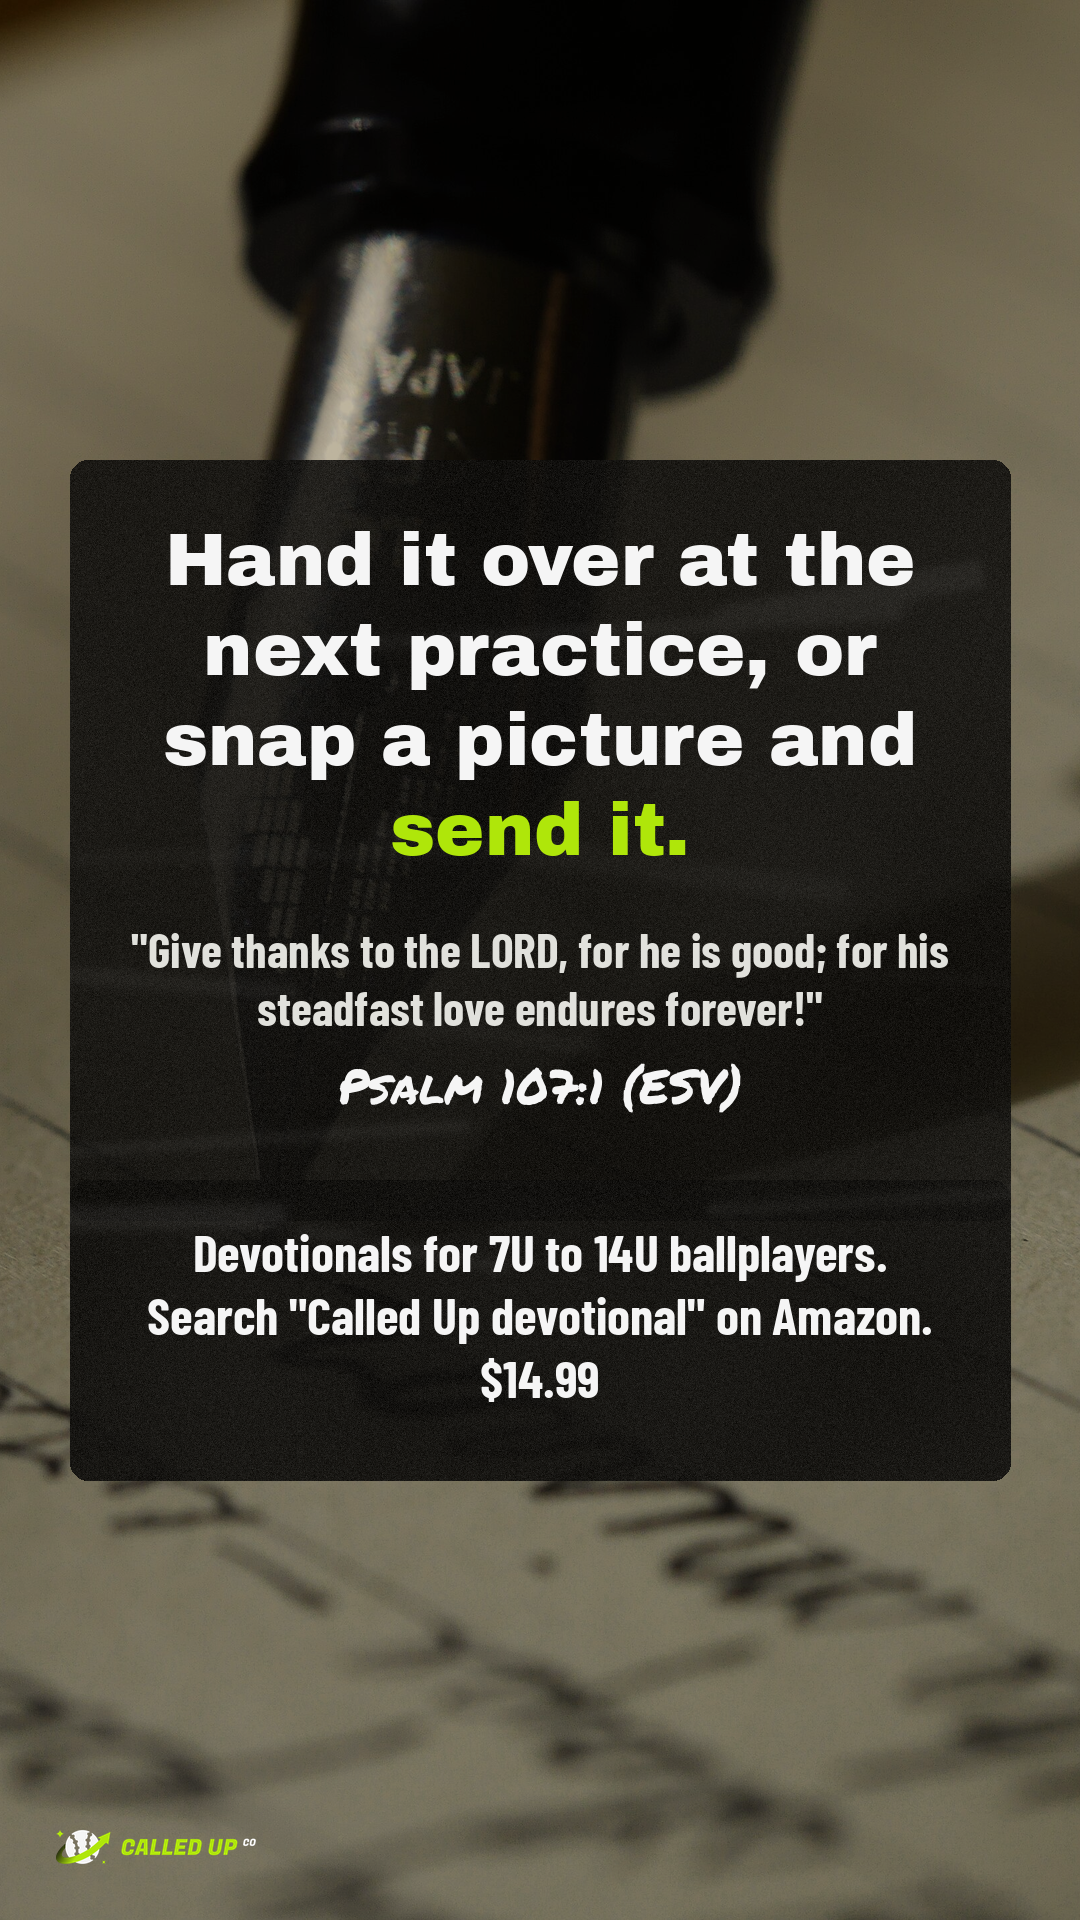 Hand it over at the
next practice, or
snap a picture and
send it.
"Give thanks to the LORD, for he is good; for his
steadfast love endures forever!"
Psalm 107:1 (ESV)
Devotionals for 7U to 14U ballplayers.
Search "Called Up devotional" on Amazon.
$14.99
CALLED UP CO